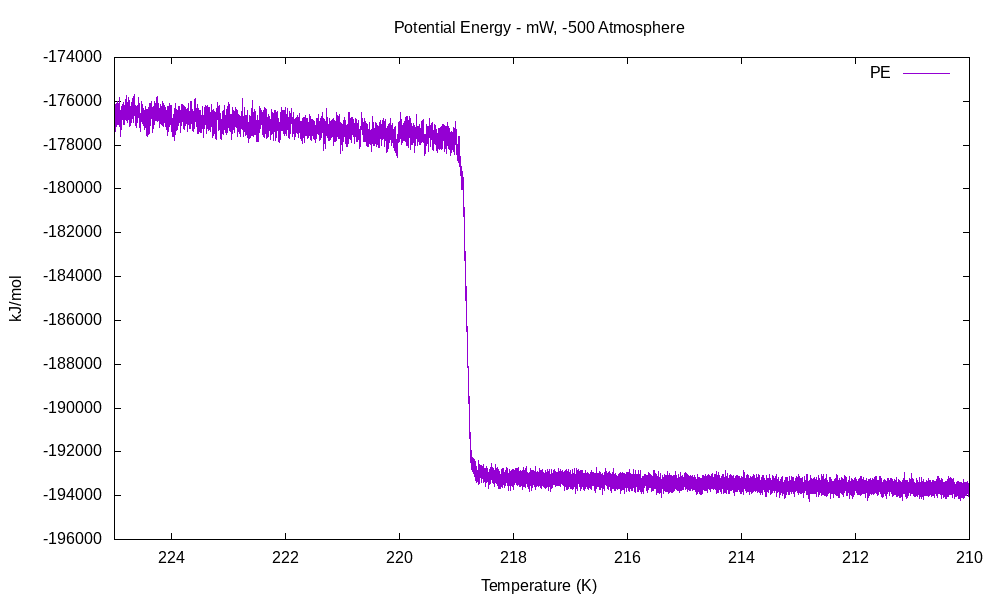 Potential Energy - mW, -500 Atmosphere
PE
kJ/mol
-174000
-176000
-178000
-180000
-182000
-184000
-186000
-188000
-190000
-192000
-194000
-196000
224 222 220 218 216 214 212 210
Temperature (K)